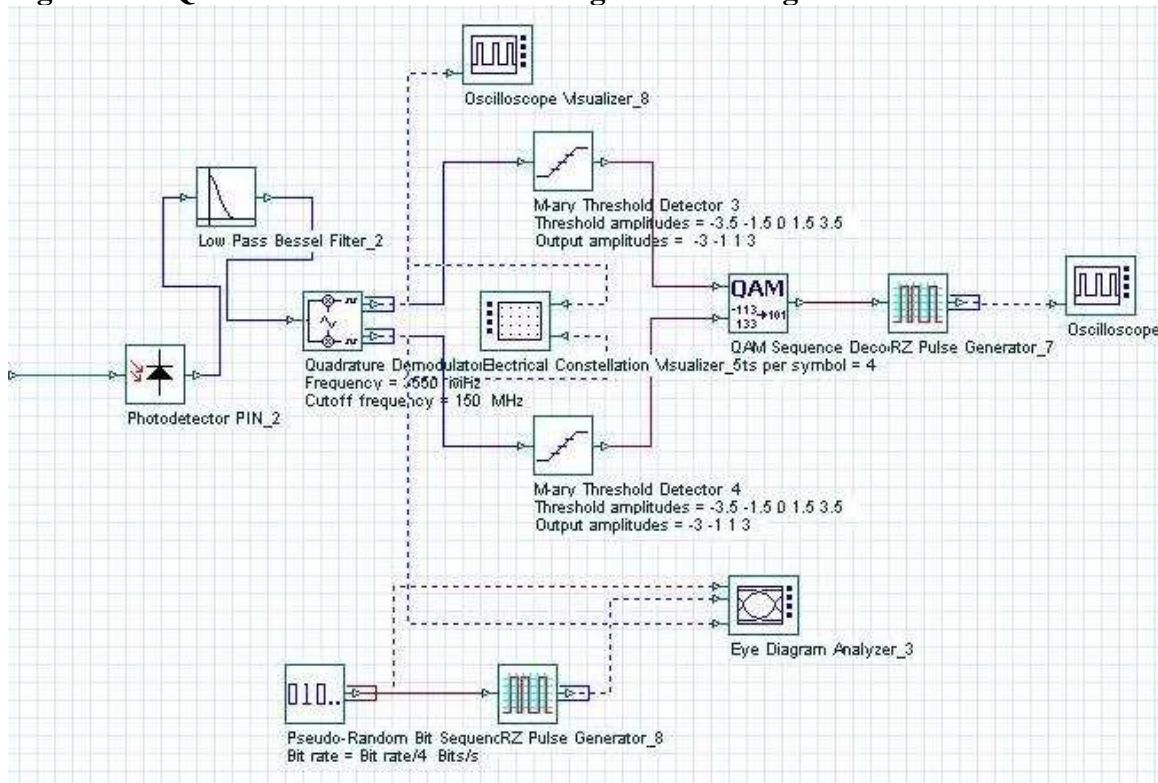 Oscilloscope Visualizer_8
M-ary Threshold Detector 3
Threshold amplitudes = -3.5 -1.5 0 1.5 3.5
Output amplitudes = -3 -1 1 3
Low Pass Bessel Filter_2
QAM
-113
101
133
Oscilloscope
QAM Sequence Deco
RZ Pulse Generator_7
ts per symbol = 4
Quadrature Demodulator
Electrical Constellation Visualizer_5
Frequency =
Cutoff frequency = 150 MHz
Photodetector PIN_2
M-ary Threshold Detector 4
Threshold amplitudes = -3.5 -1.5 0 1.5 3.5
Output amplitudes = -3 -1 1 3
Eye Diagram Analyzer_3
010..
Pseudo-Random Bit Sequenc
RZ Pulse Generator_8
Bit rate = Bit rate/4 Bits/s